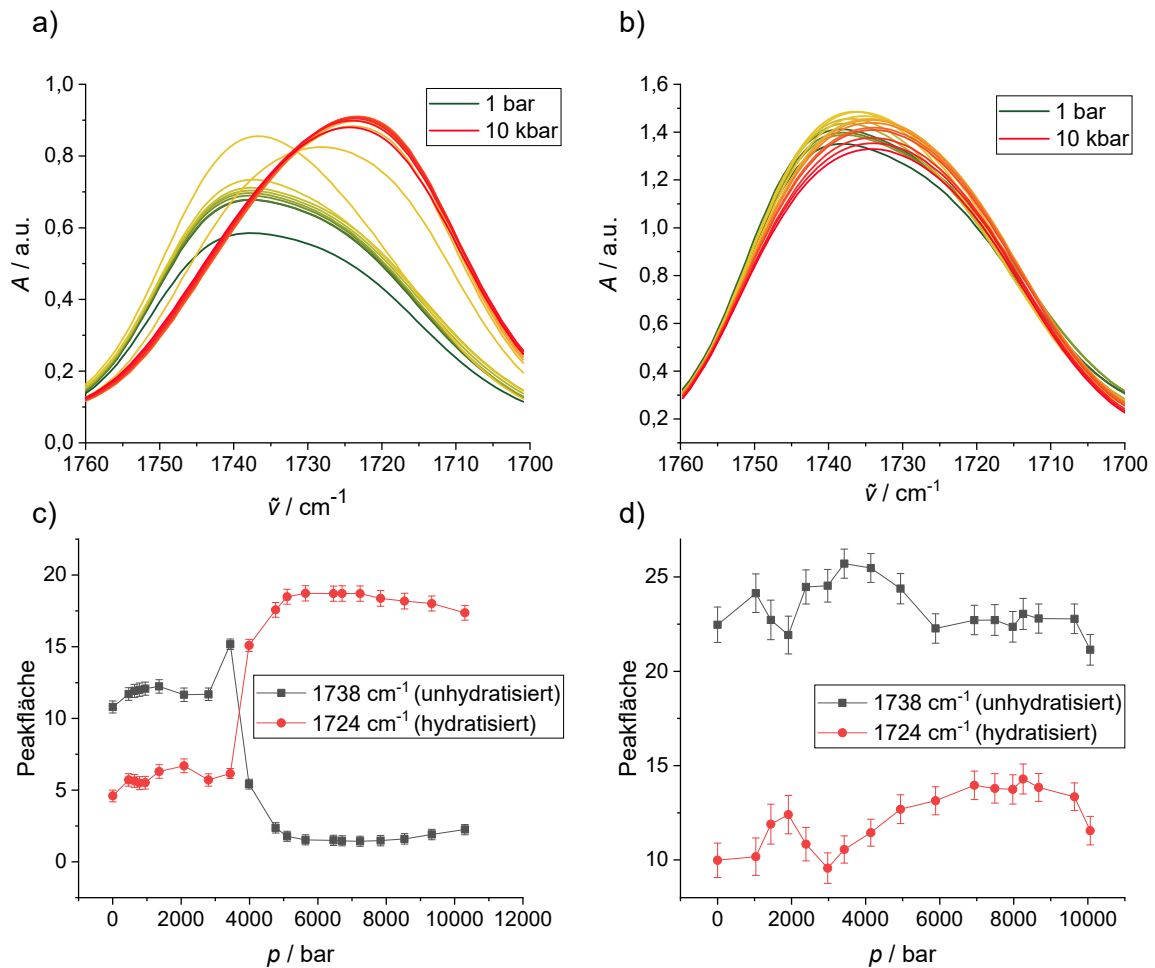 a)
1,0
0,8
0,6
0,4
0,2
0,0
A / a.u.
1 bar
10 kbar
1760 1750 1740 1730 1720 1710 1700
ṽ / cm⁻¹
b)
1,6
1,4
1,2
1,0
0,8
0,6
0,4
0,2
A / a.u.
1 bar
10 kbar
1760 1750 1740 1730 1720 1710 1700
ṽ / cm⁻¹
c)
20
15
10
5
0
Peakfläche
1738 cm⁻¹ (unhydratisiert)
1724 cm⁻¹ (hydratisiert)
0 2000 4000 6000 8000 10000 12000
p / bar
d)
25
20
15
10
Peakfläche
1738 cm⁻¹ (unhydratisiert)
1724 cm⁻¹ (hydratisiert)
0 2000 4000 6000 8000 10000
p / bar